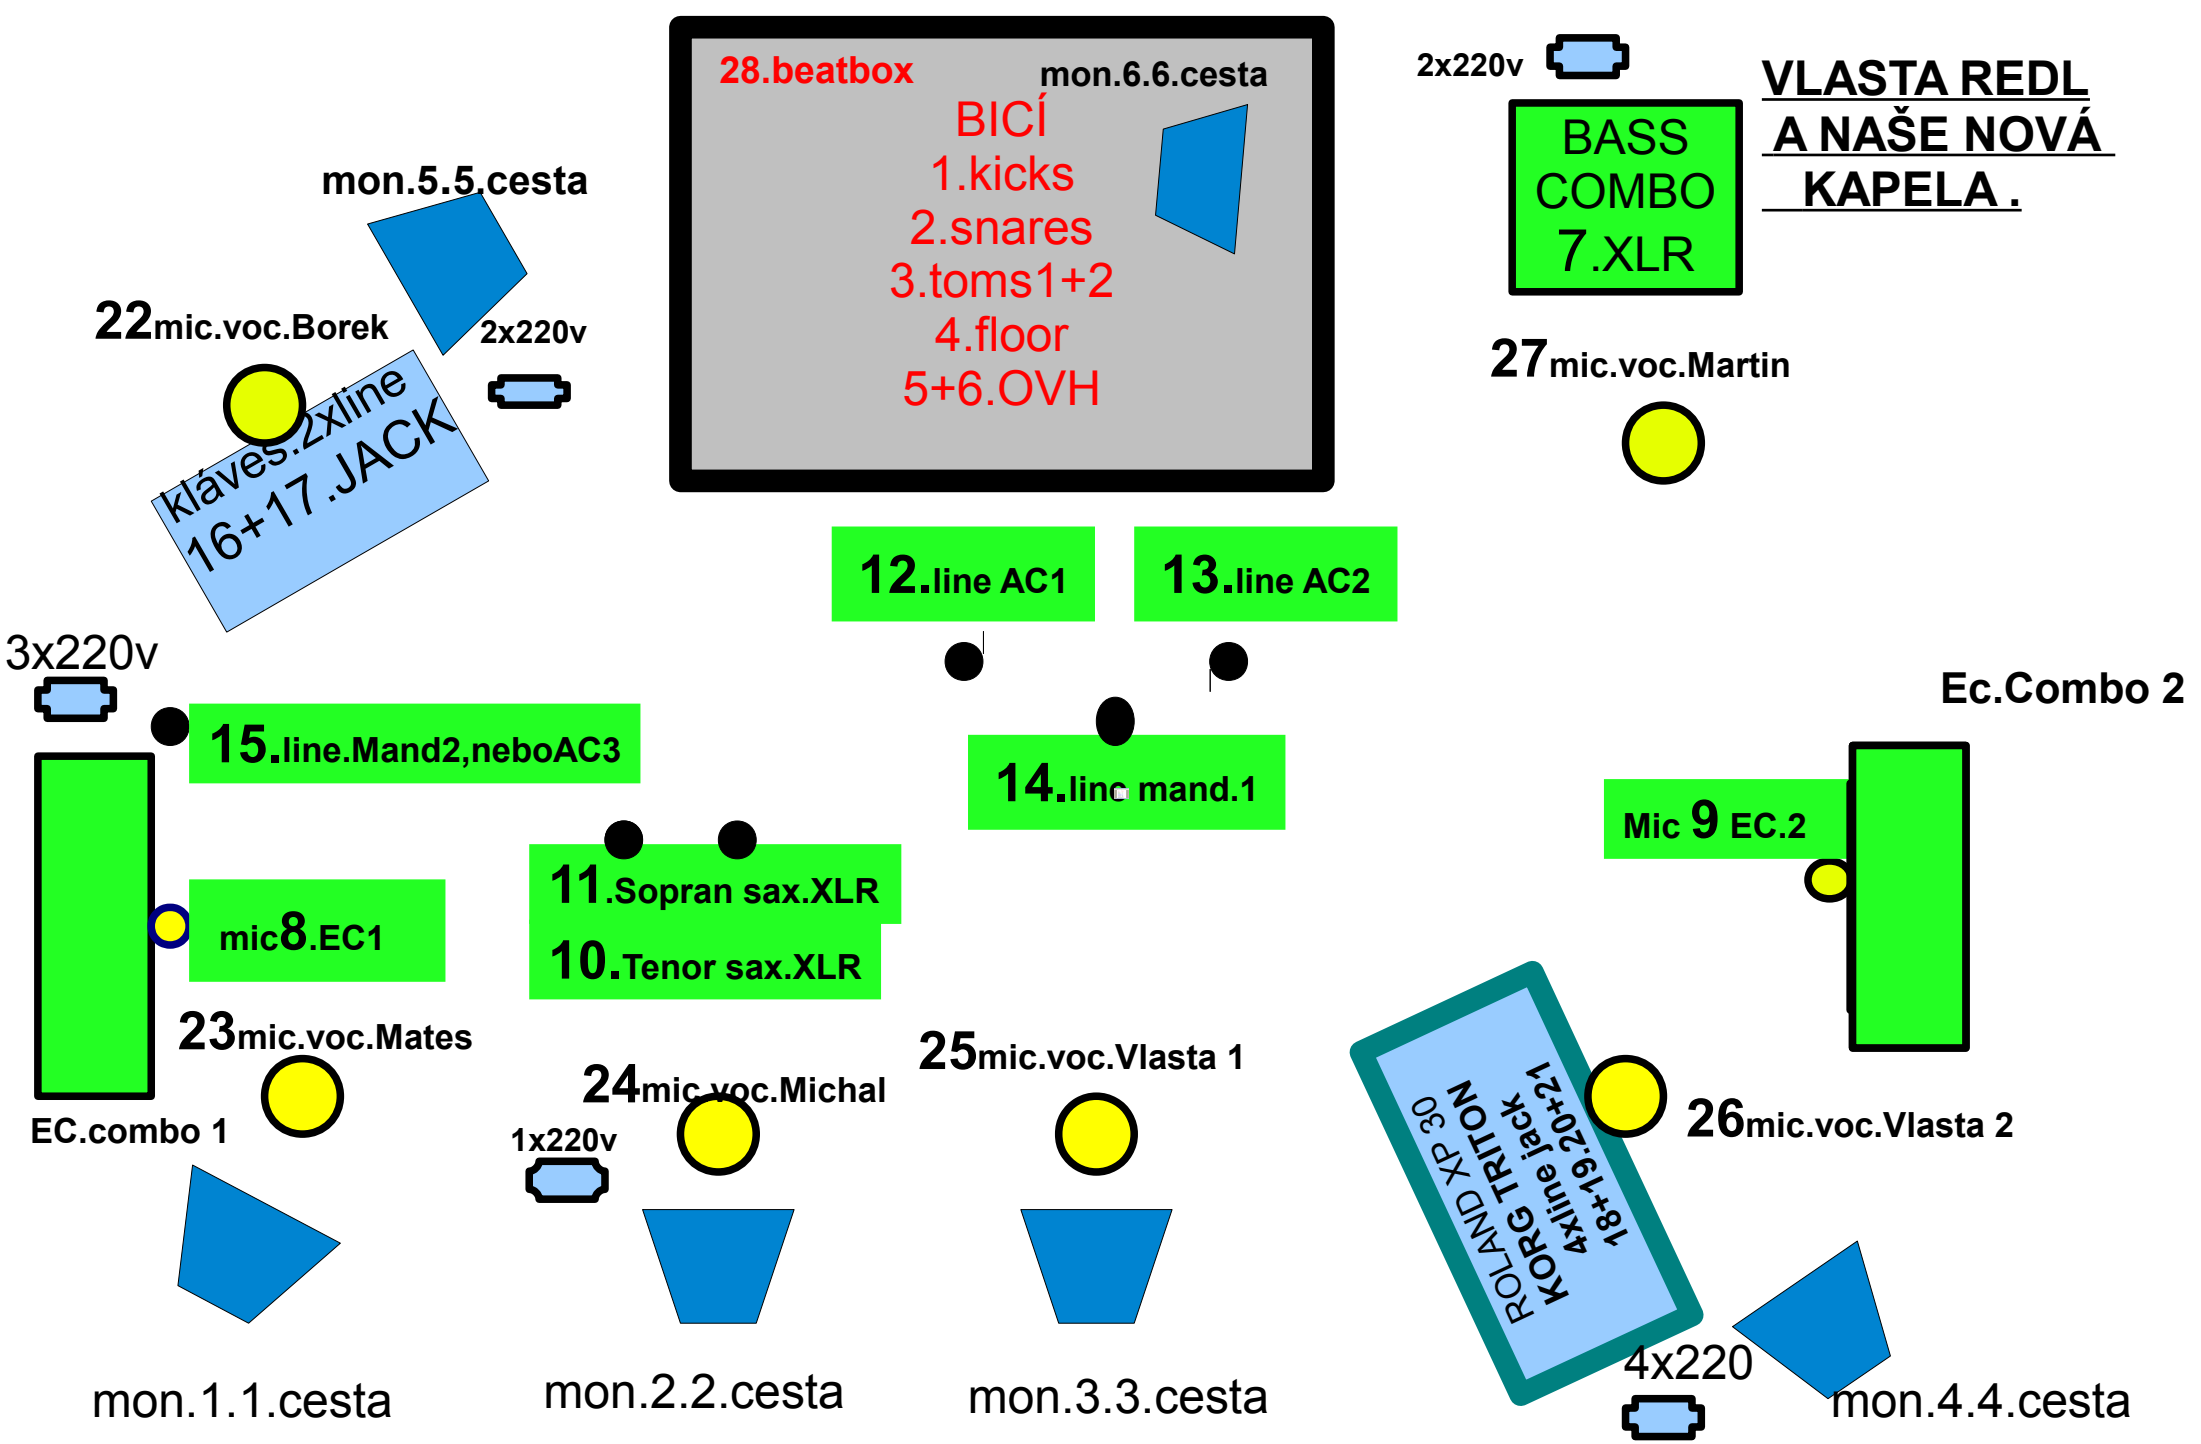 28.beatbox
mon.6.6.cesta
BICÍ
1.kicks
2.snares
3.toms1+2
4.floor
5+6.OVH
2x220v
VLASTA REDL
A NAŠE NOVÁ
KAPELA .
BASS
COMBO
7.XLR
mon.5.5.cesta
22mic.voc.Borek
2x220v
kláves.2xline
16+17.JACK
27mic.voc.Martin
12.line AC1
13.line AC2
3x220v
15.line.Mand2,neboAC3
14.line mand.1
Ec.Combo 2
Mic 9 EC.2
11.Sopran sax.XLR
10.Tenor sax.XLR
mic8.EC1
23mic.voc.Mates
24mic.voc.Michal
25mic.voc.Vlasta 1
26mic.voc.Vlasta 2
EC.combo 1
1x220v
ROLAND XP 30
KORG TRITON
4xline jack
18+19.20+21
4x220
mon.1.1.cesta
mon.2.2.cesta
mon.3.3.cesta
mon.4.4.cesta